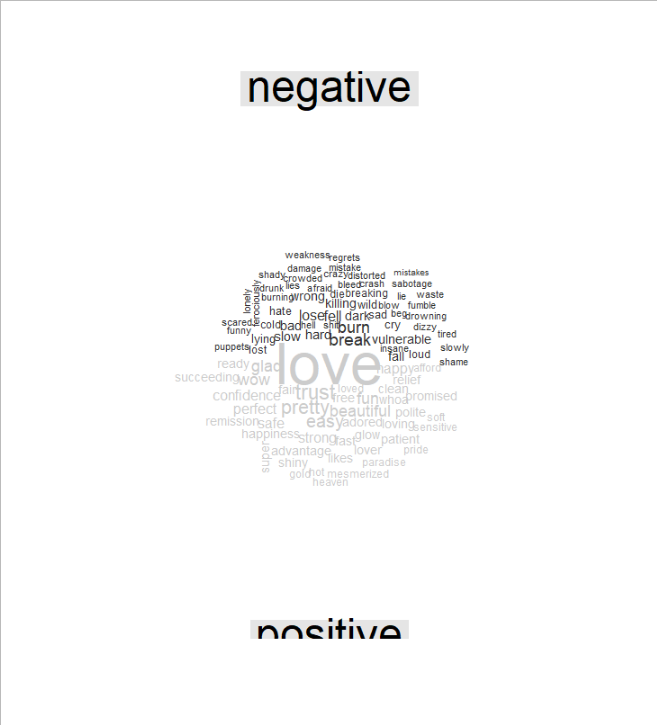 negative
weakness regrets
damage mistake
shady crowded crazy distorted mistakes
drunk lies afraid bleed crash sabotage
lonely ferociously burning wrong die breaking lie waste
killing wild blow fumble
hate lose fell dark sad beg drowning
scared cold bad hell shit burn cry dizzy
funny lying slow hard break vulnerable tired
puppets lost insane fall loud slowly
shame
love
ready glad happy afford
succeeding wow relief
confidence fair trust loved clean promised
free fun whoa
perfect pretty beautiful polite soft
remission safe easy adored loving sensitive
happiness strong fast glow patient
super advantage lover pride
shiny likes paradise
gold hot mesmerized
heaven
positive